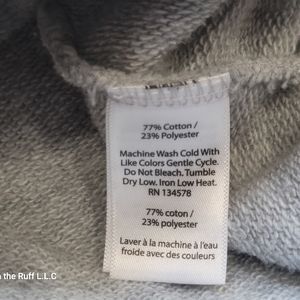 77% Cotton /
23% Polyester
Machine Wash Cold With
Like Colors Gentle Cycle.
Do Not Bleach. Tumble
Dry Low. Iron Low Heat.
RN 134578
77% coton /
23% polyester
Laver à la machine à l'eau
froide avec des couleurs
the Ruff L.L.C